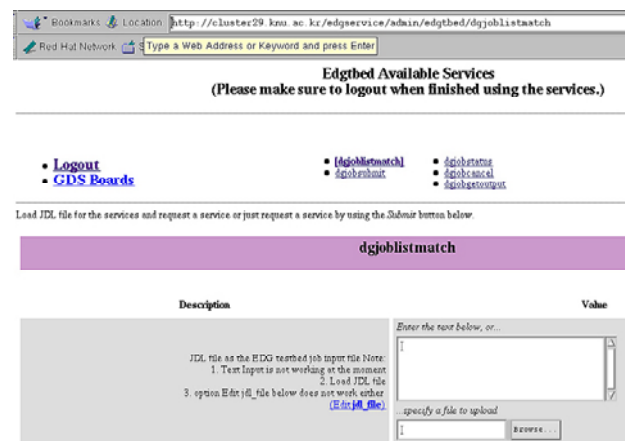 Bookmarks Location http://cluster29.knu.ac.kr/edgservice/admin/edgtbed/dgjoblistmatch
Red Hat Network S
Type a Web Address or Keyword and press Enter
Edgtbed Available Services
(Please make sure to logout when finished using the services.)
• Logout
• GDS Boards
• [dgjoblistmatch]
• dgjobsubmit
• dgjobstatus
• dgjobcancel
• dgjobgetoutput
Load JDL file for the services and request a service or just request a service by using the Submit button below.
dgjoblistmatch
Description Value
JDL file as the EDG testbed job input file Note:
1. Text Input is not working at the moment
2. Load JDL file
3. option Edit jdl_file below does not work either
(Edit jdl_file)
Enter the text below, or...
...specify a file to upload
Browse...